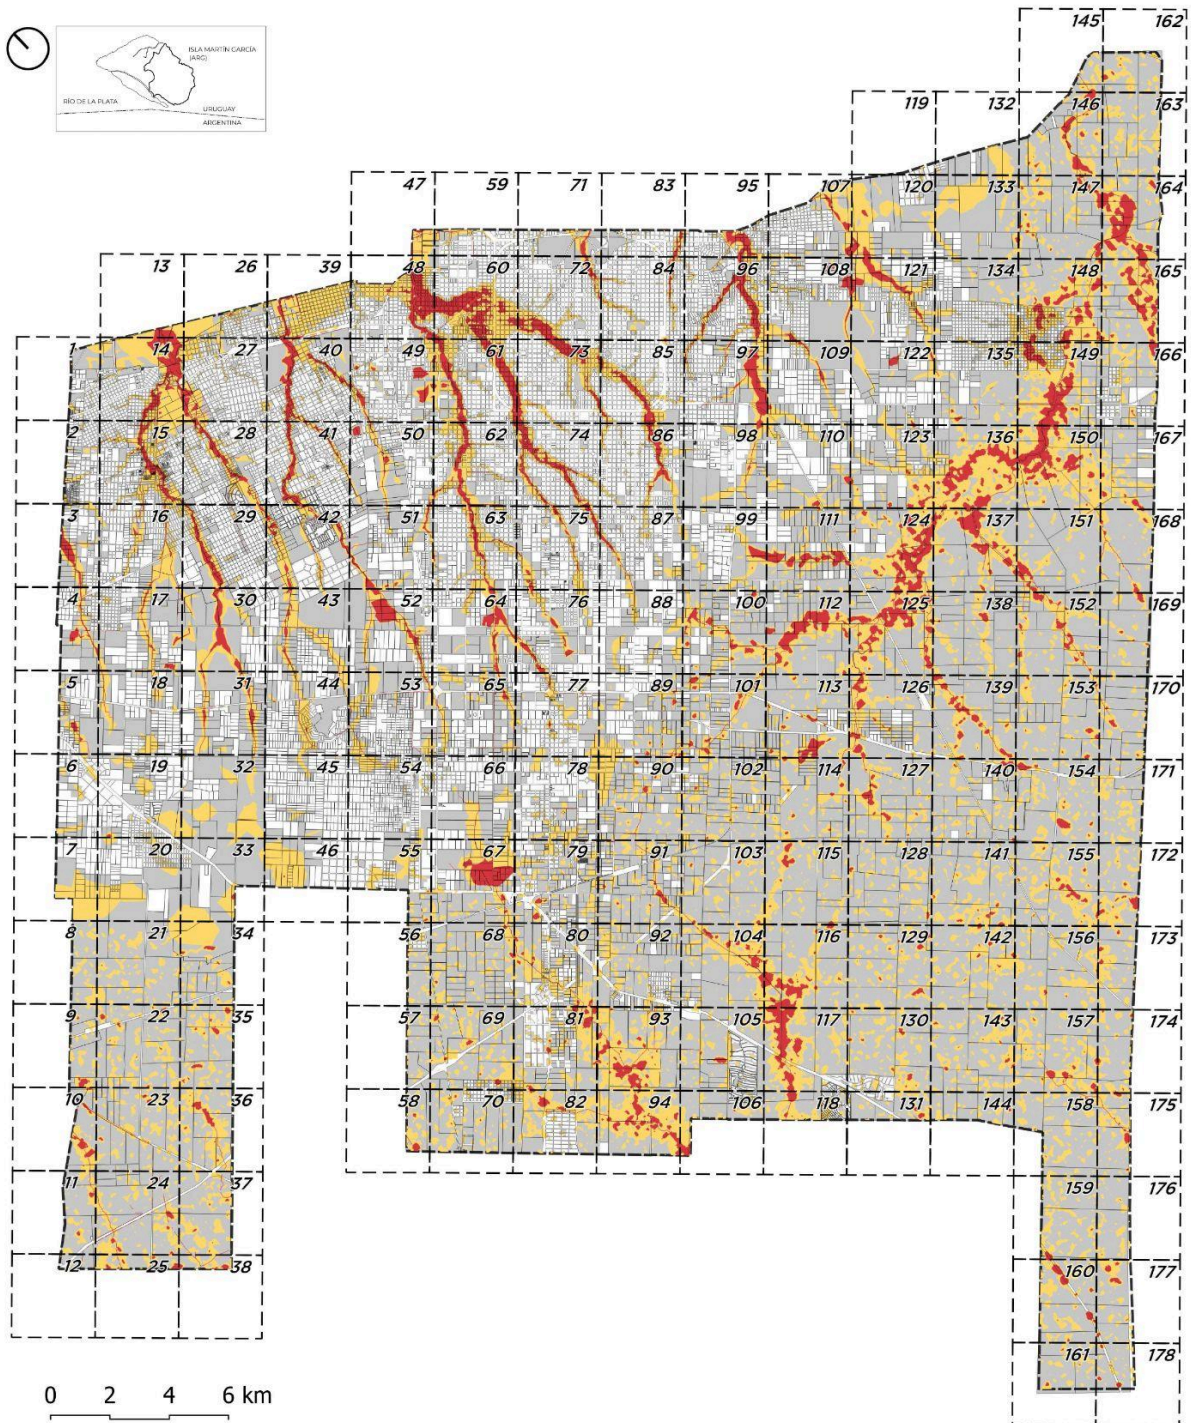 145 162
ISLA MARTÍN GARCÍA
(ARG)
RÍO DE LA PLATA
URUGUAY
ARGENTINA
119 132 146 163
47 59 71 83 95 107 120 133 147 164
13 26 39 48 60 72 84 96 108 121 134 148 165
1 14 27 40 49 61 73 85 97 109 122 135 149 166
2 15 28 41 50 62 74 86 98 110 123 136 150 167
3 16 29 42 51 63 75 87 99 111 124 137 151 168
4 17 30 43 52 64 76 88 100 112 125 138 152 169
5 18 31 44 53 65 77 89 101 113 126 139 153 170
6 19 32 45 54 66 78 90 102 114 127 140 154 171
7 20 33 46 55 67 79 91 103 115 128 141 155 172
8 21 34 56 68 80 92 104 116 129 142 156 173
9 22 35 57 69 81 93 105 117 130 143 157 174
10 23 36 58 70 82 94 106 118 131 144 158 175
11 24 37 159 176
12 25 38 160 177
161 178
0 2 4 6 km